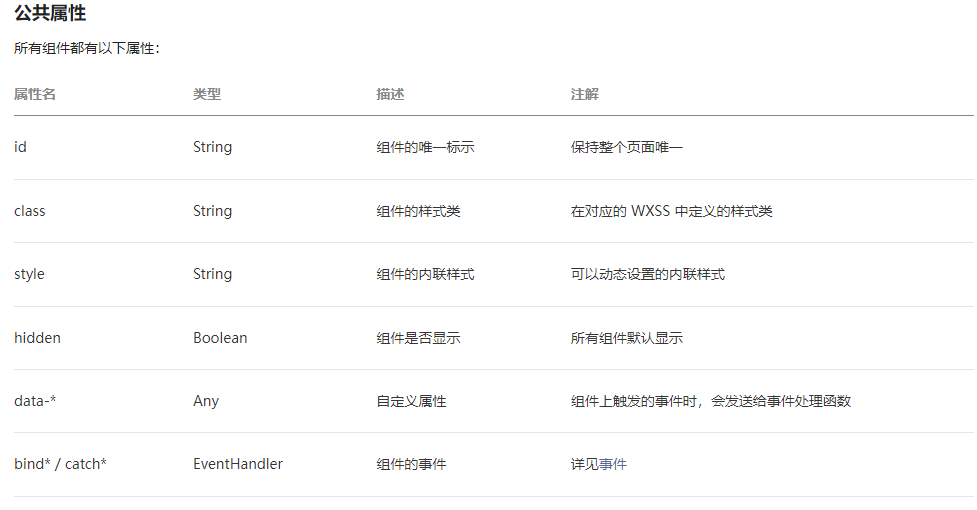 公共属性
所有组件都有以下属性：
属性名 类型 描述 注解
id String 组件的唯一标示 保持整个页面唯一
class String 组件的样式类 在对应的 WXSS 中定义的样式类
style String 组件的内联样式 可以动态设置的内联样式
hidden Boolean 组件是否显示 所有组件默认显示
data-* Any 自定义属性 组件上触发的事件时，会发送给事件处理函数
bind* / catch* EventHandler 组件的事件 详见事件